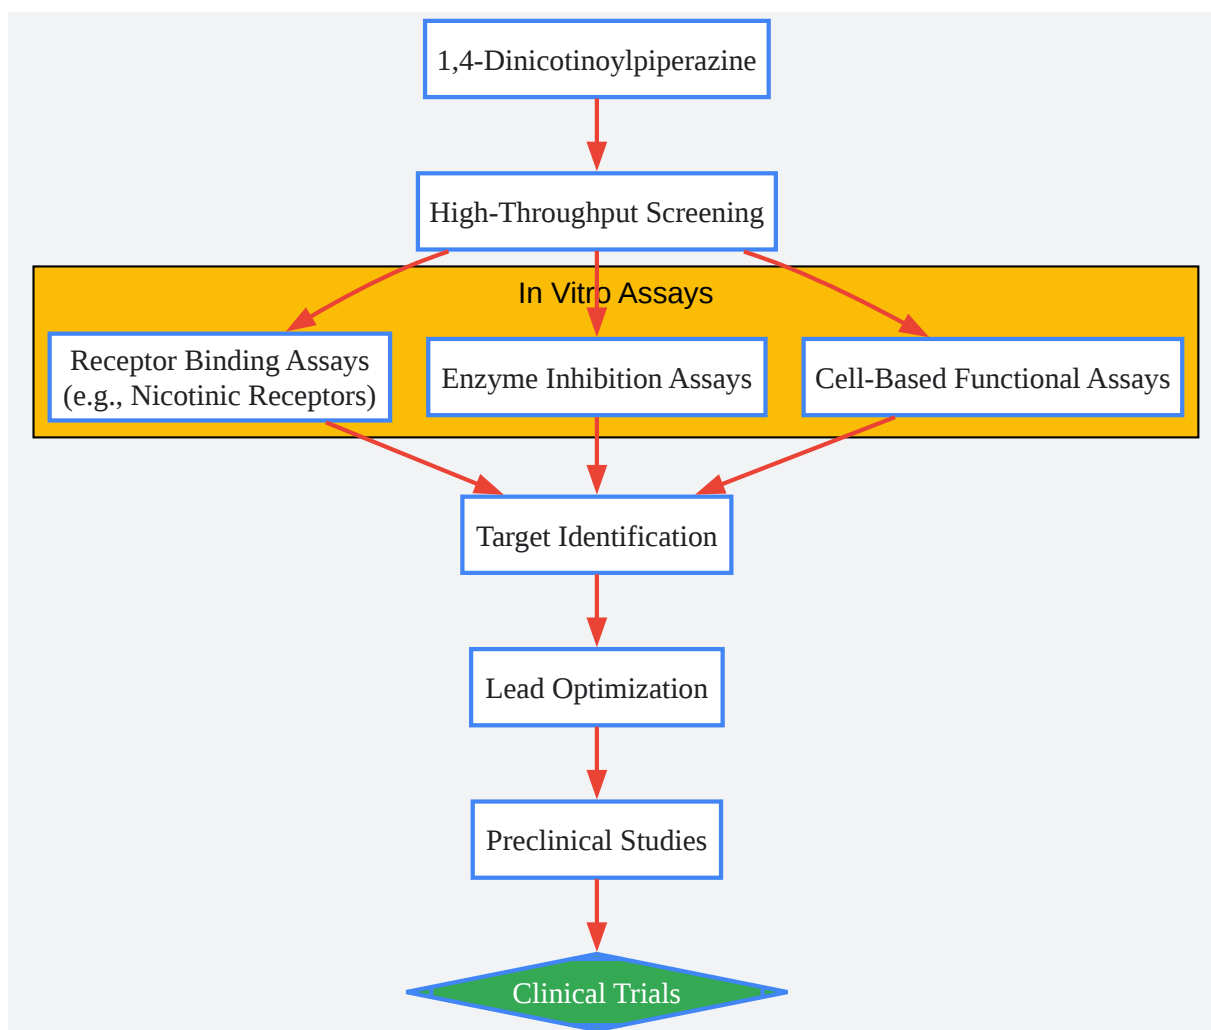 1,4-Dinicotinoylpiperazine
High-Throughput Screening
In Vitro Assays
Receptor Binding Assays
(e.g., Nicotinic Receptors)
Enzyme Inhibition Assays
Cell-Based Functional Assays
Target Identification
Lead Optimization
Preclinical Studies
Clinical Trials